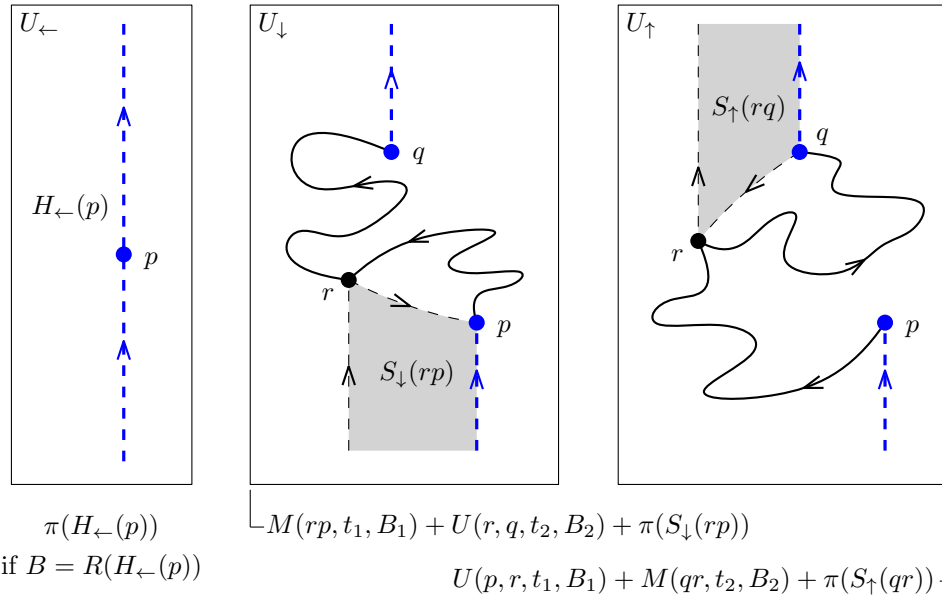 U← U↓ U↑
S↑(rq)
q q
H←(p)
p r
r
p p
S↓(rp)
π(H←(p))
if B = R(H←(p))
M(rp, t₁, B₁) + U(r, q, t₂, B₂) + π(S↓(rp))
U(p, r, t₁, B₁) + M(qr, t₂, B₂) + π(S↑(qr))